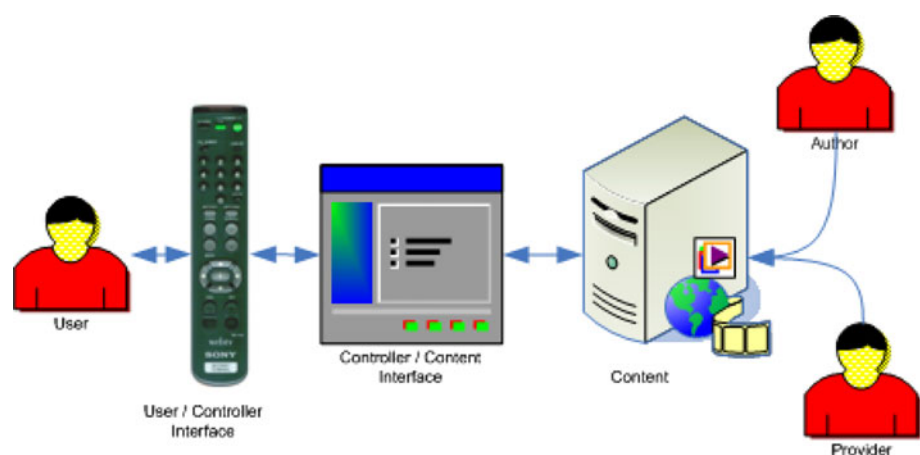 Author
User
SONY
Controller / Content
Interface
Content
User / Controller
Interface
Provider